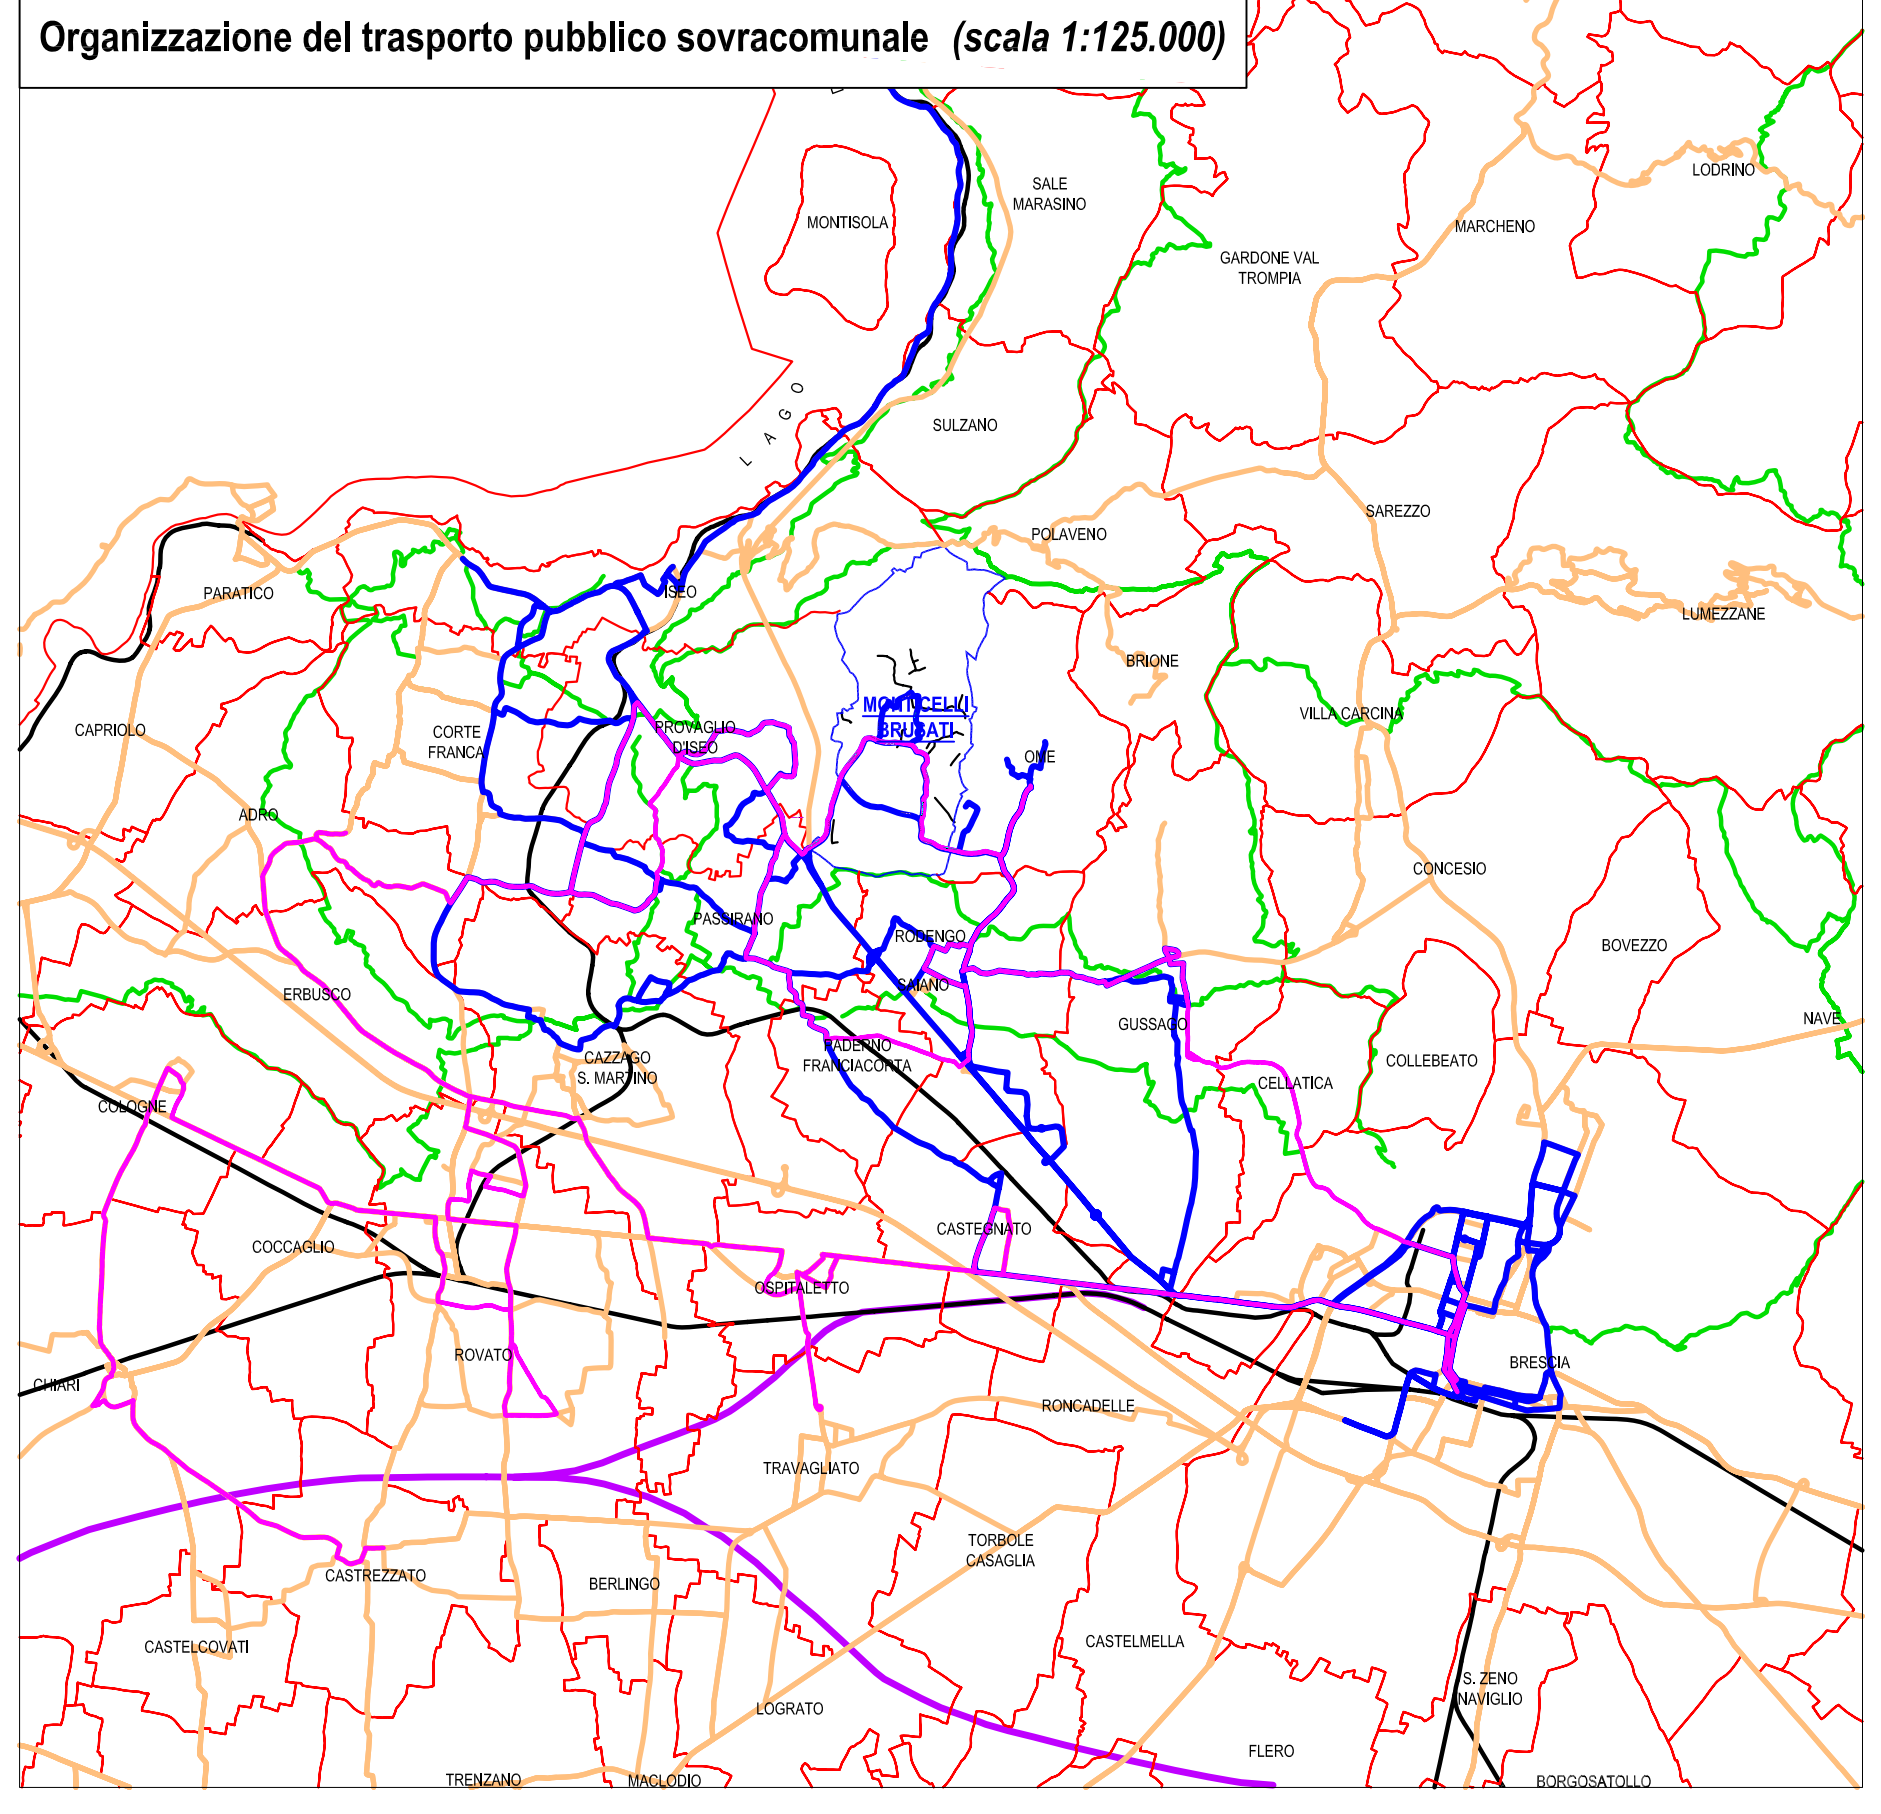 Organizzazione del trasporto pubblico sovracomunale (scala 1:125.000)
LODRINO
SALE
MARASINO
MONTISOLA
MARCHENO
GARDONE VAL
TROMPIA
L A G O
SULZANO
SAREZZO
POLAVENO
PARATICO
ISEO
LUMEZZANE
BRIONE
MONTICELLI
BRUSATI
VILLA CARCINA
CAPRIOLO
CORTE
FRANCA
PROVAGLIO
D'ISEO
OME
ADRO
CONCESIO
PASSIRANO
RODENGO
SAIANO
BOVEZZO
ERBUSCO
GUSSAGO
NAVE
PADERNO
FRANCIACORTA
CAZZAGO
S. MARTINO
COLLEBEATO
CELLATICA
COLOGNE
CASTEGNATO
COCCAGLIO
OSPITALETTO
ROVATO
BRESCIA
CHIARI
RONCADELLE
TRAVAGLIATO
TORBOLE
CASAGLIA
CASTREZZATO
BERLINGO
CASTELCOVATI
CASTELMELLA
S. ZENO
NAVIGLIO
LOGRATO
FLERO
TRENZANO
MACLODIO
BORGOSATOLLO